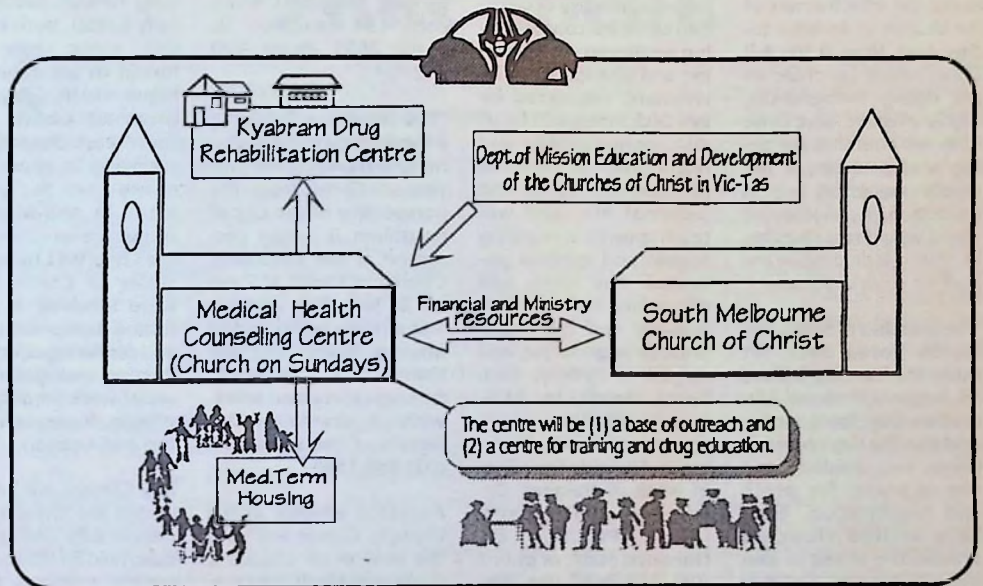 Kyabram Drug
Rehabilitation Centre
Dept.of Mission Education and Development
of the Churches of Christ in Vic-Tas
Medical Health
Counselling Centre
(Church on Sundays)
Financial and Ministry
resources
South Melbourne
Church of Christ
The centre will be (1) a base of outreach and
(2) a centre for training and drug education.
Med.Term
Housing